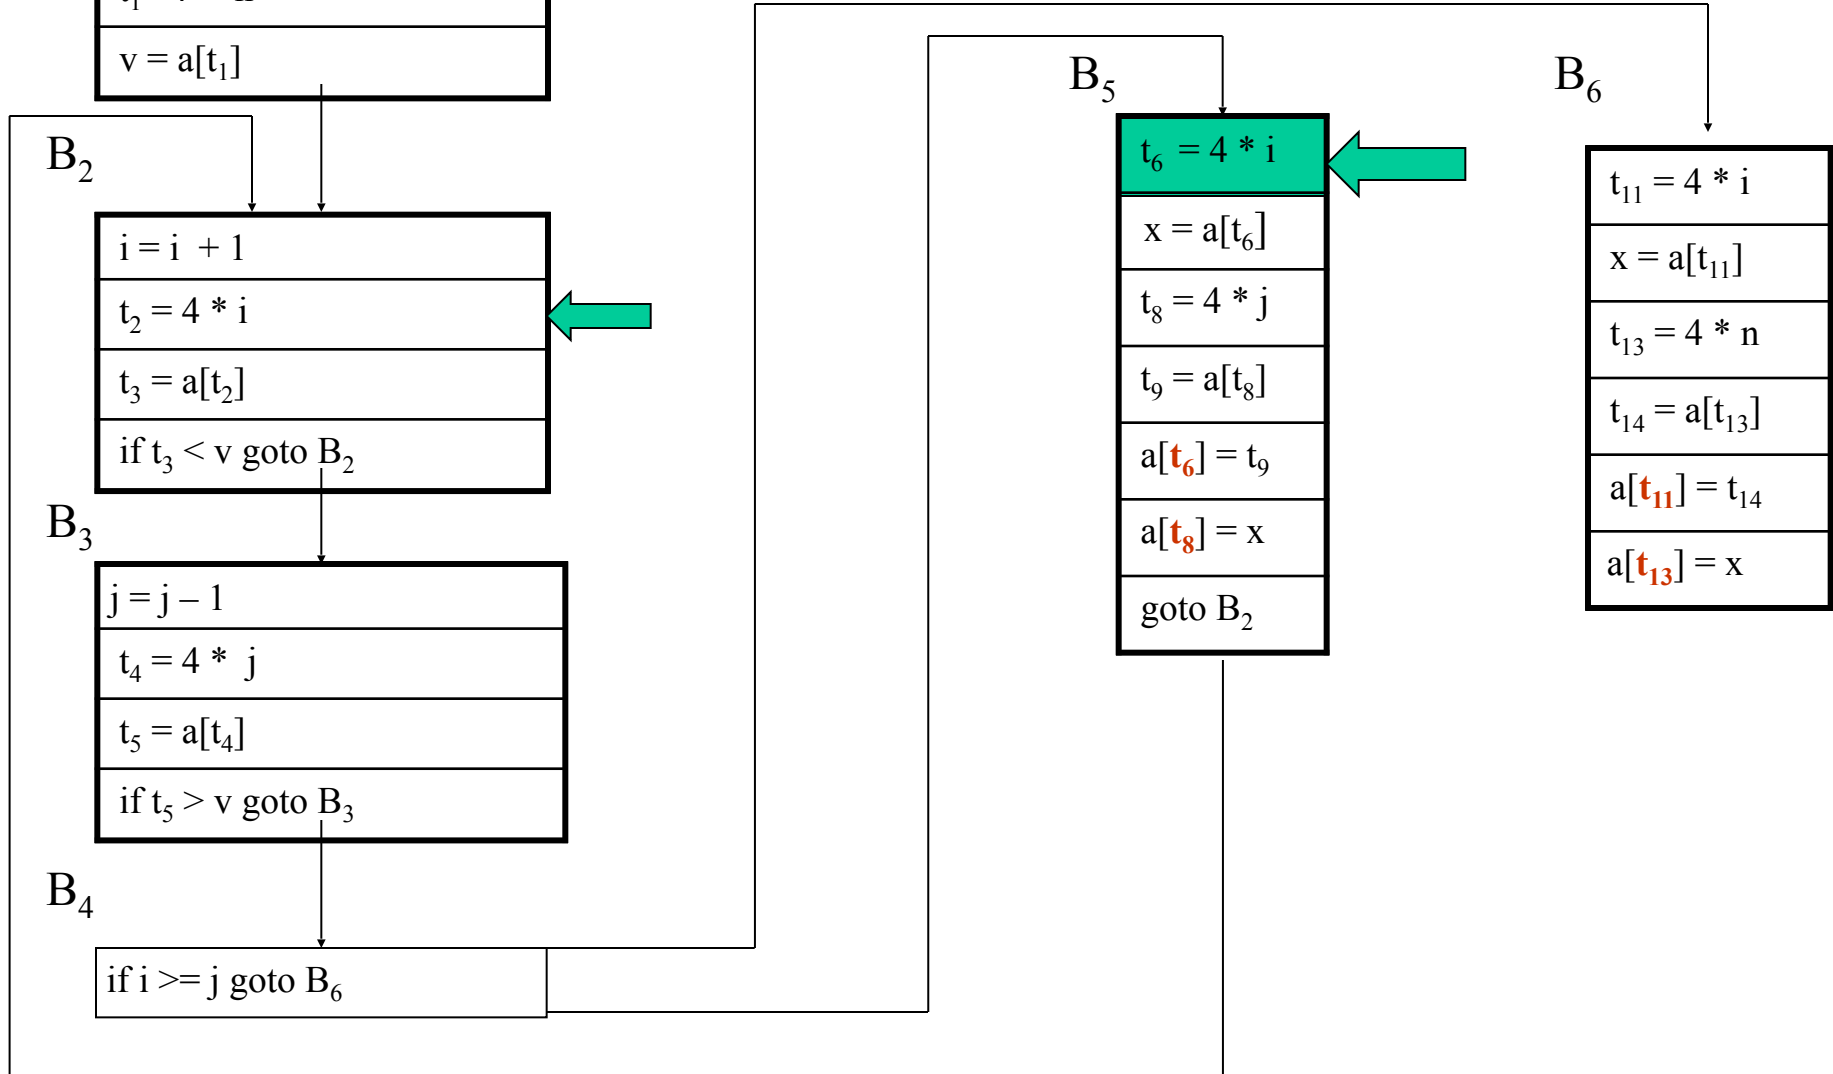 v = a[t₁]
B₂
i = i + 1
t₂ = 4 * i
t₃ = a[t₂]
if t₃ < v goto B₂
B₃
j = j – 1
t₄ = 4 * j
t₅ = a[t₄]
if t₅ > v goto B₃
B₄
if i >= j goto B₆
B₅
t₆ = 4 * i
x = a[t₆]
t₈ = 4 * j
t₉ = a[t₈]
a[t₆] = t₉
a[t₈] = x
goto B₂
B₆
t₁₁ = 4 * i
x = a[t₁₁]
t₁₃ = 4 * n
t₁₄ = a[t₁₃]
a[t₁₁] = t₁₄
a[t₁₃] = x